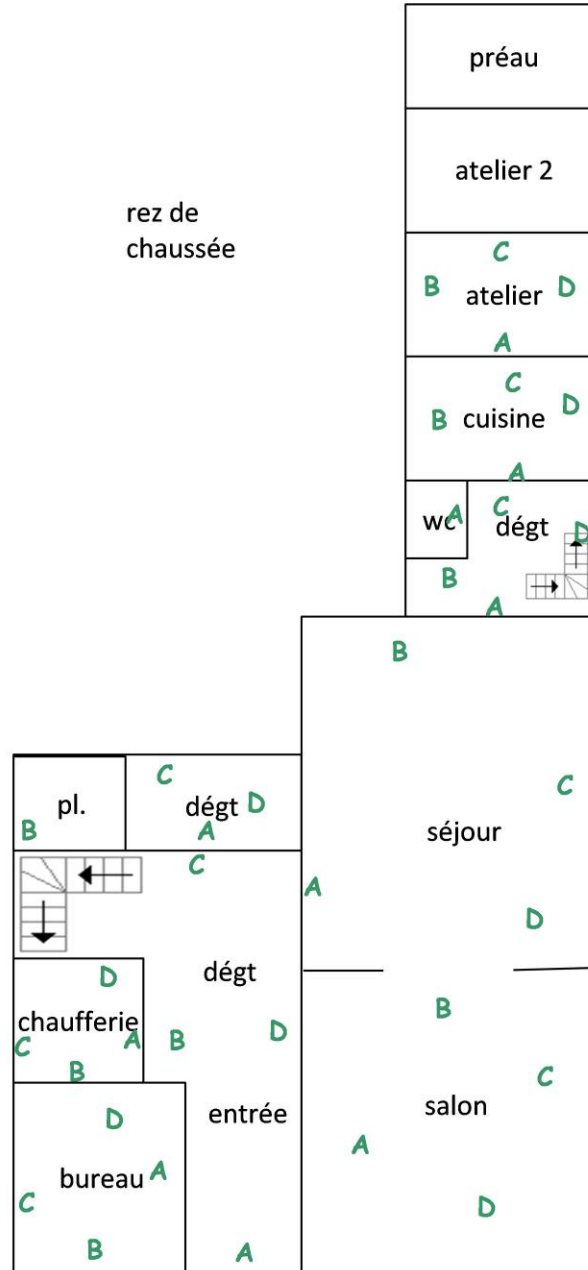 préau
atelier 2
rez de
chaussée
C
B
D
atelier
A
C
D
B
cuisine
A
C
A
wc
dégt
D
B
A
B
C
C
pl.
dégt
D
séjour
B
A
C
A
D
dégt
D
B
chaufferie
D
C
A
B
B
C
D
entrée
salon
A
A
bureau
C
D
B
A